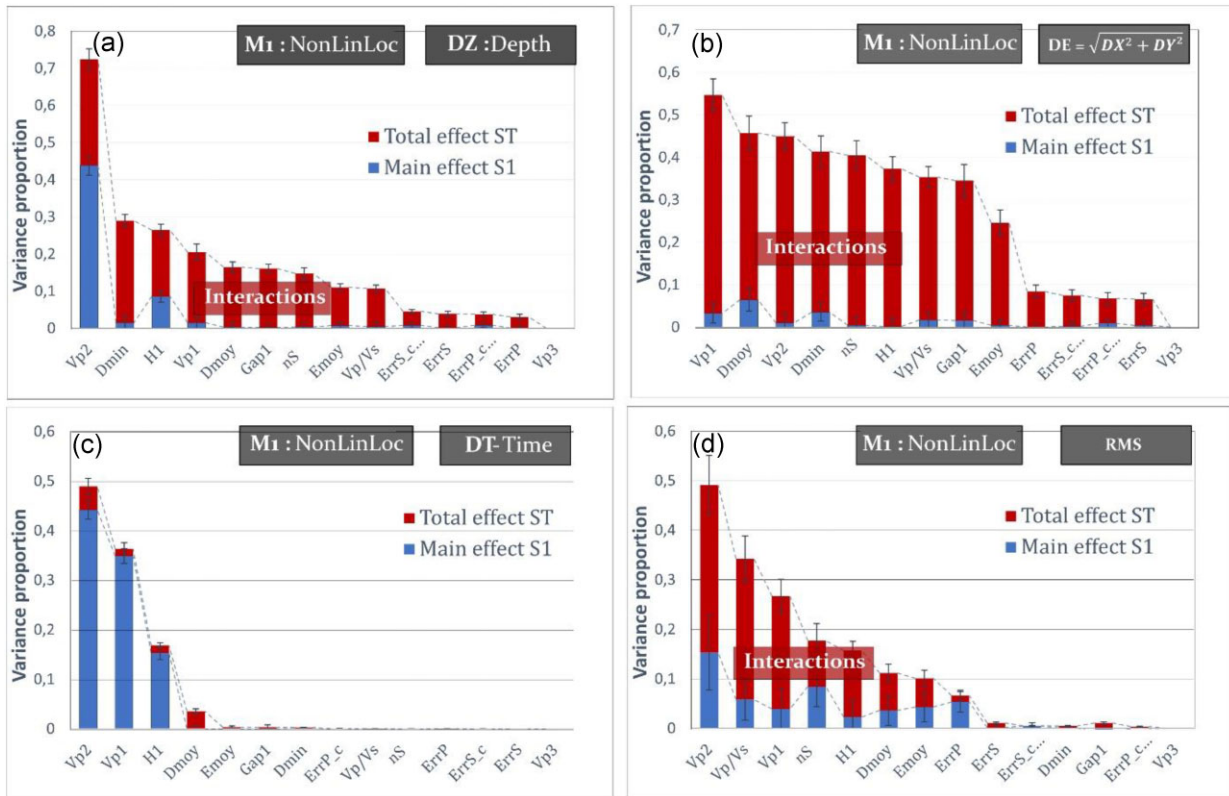 (a)
M1 : NonLinLoc
DZ :Depth
Variance proportion
0,8
0,7
0,6
0,5
0,4
0,3
0,2
0,1
0
Total effect ST
Main effect S1
Interactions
Vp2 Dmin H1 Vp1 Dmoy Gap1 nS Emoy Vp/Vs ErrS_c... ErrS ErrP_c... ErrP Vp3
(b)
M1 : NonLinLoc
DE = √DX² + DY²
Variance proportion
0,7
0,6
0,5
0,4
0,3
0,2
0,1
0
Total effect ST
Main effect S1
Interactions
Vp1 Dmoy Vp2 Dmin nS H1 Vp/Vs Gap1 Emoy ErrP ErrS_c... ErrP_c... ErrS Vp3
(c)
M1 : NonLinLoc
DT-Time
Variance proportion
0,6
0,5
0,4
0,3
0,2
0,1
0
Total effect ST
Main effect S1
Vp2 Vp1 H1 Dmoy Emoy Gap1 Dmin ErrP_c Vp/Vs nS ErrP ErrS_c ErrS Vp3
(d)
M1 : NonLinLoc
RMS
Variance proportion
0,6
0,5
0,4
0,3
0,2
0,1
0
Total effect ST
Main effect S1
Interactions
Vp2 Vp/Vs Vp1 nS H1 Dmoy Emoy ErrP ErrS ErrS_c... Dmin Gap1 ErrP_c... Vp3